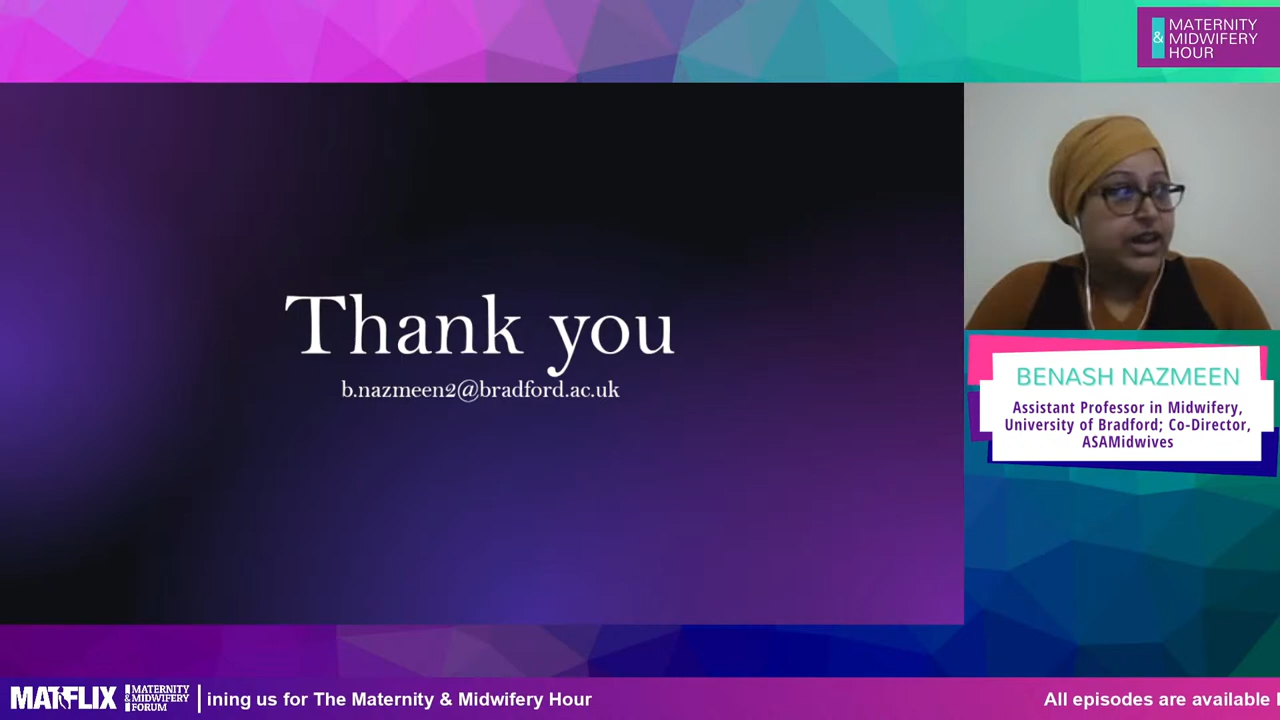 MATERNITY
& MIDWIFERY
HOUR
Thank you
b.nazmeen2@bradford.ac.uk
BENASH NAZMEEN
Assistant Professor in Midwifery,
University of Bradford; Co-Director,
ASAMidwives
MATFLIX
MATERNITY
& MIDWIFERY
FORUM
ining us for The Maternity & Midwifery Hour
All episodes are available